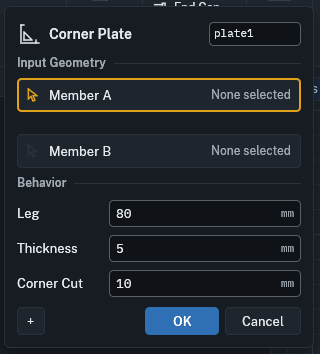 Corner Plate plate1
Input Geometry
Member A None selected
Member B None selected
Behavior
Leg 80 mm
Thickness 5 mm
Corner Cut 10 mm
+ OK Cancel